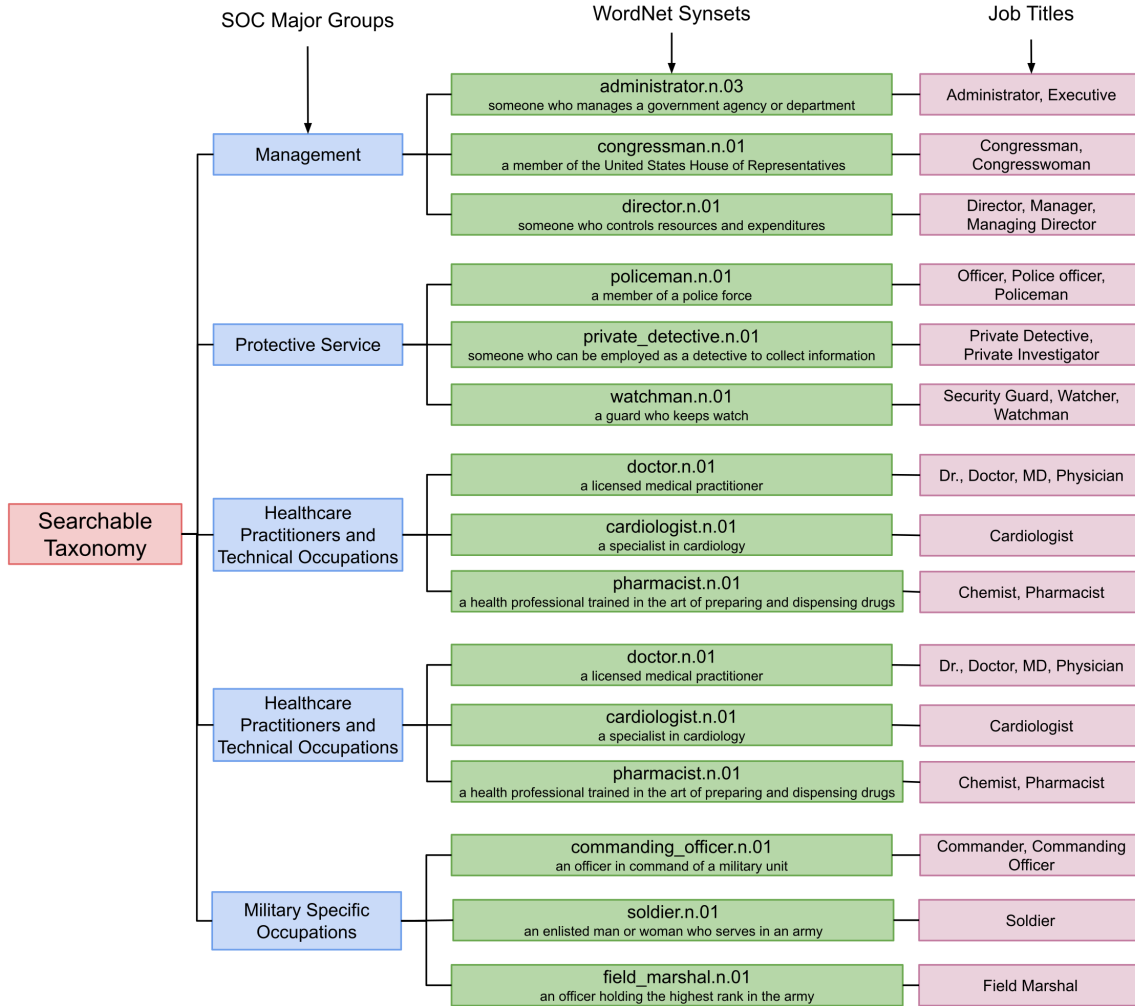 SOC Major Groups
WordNet Synsets
Job Titles
Searchable
Taxonomy
Management
administrator.n.03
someone who manages a government agency or department
Administrator, Executive
congressman.n.01
a member of the United States House of Representatives
Congressman,
Congresswoman
director.n.01
someone who controls resources and expenditures
Director, Manager,
Managing Director
Protective Service
policeman.n.01
a member of a police force
Officer, Police officer,
Policeman
private_detective.n.01
someone who can be employed as a detective to collect information
Private Detective,
Private Investigator
watchman.n.01
a guard who keeps watch
Security Guard, Watcher,
Watchman
Healthcare
Practitioners and
Technical Occupations
doctor.n.01
a licensed medical practitioner
Dr., Doctor, MD, Physician
cardiologist.n.01
a specialist in cardiology
Cardiologist
pharmacist.n.01
a health professional trained in the art of preparing and dispensing drugs
Chemist, Pharmacist
Healthcare
Practitioners and
Technical Occupations
doctor.n.01
a licensed medical practitioner
Dr., Doctor, MD, Physician
cardiologist.n.01
a specialist in cardiology
Cardiologist
pharmacist.n.01
a health professional trained in the art of preparing and dispensing drugs
Chemist, Pharmacist
Military Specific
Occupations
commanding_officer.n.01
an officer in command of a military unit
Commander, Commanding
Officer
soldier.n.01
an enlisted man or woman who serves in an army
Soldier
field_marshal.n.01
an officer holding the highest rank in the army
Field Marshal